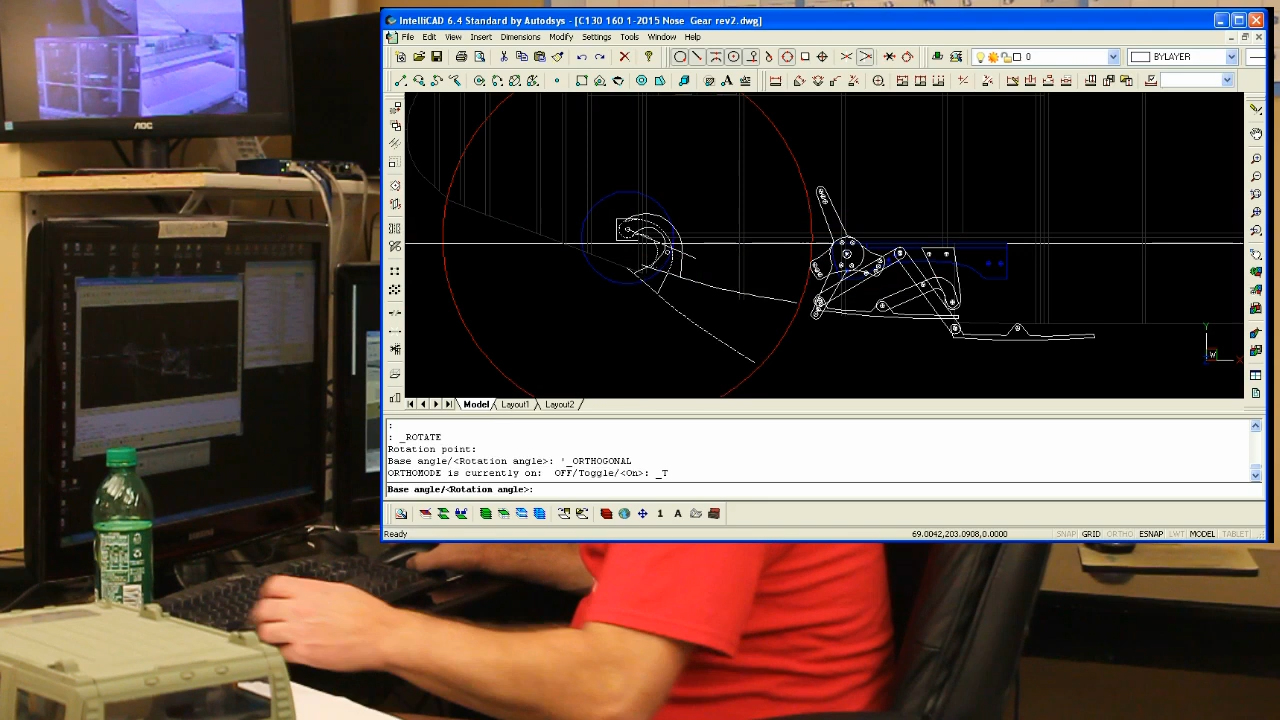 IntelliCAD 6.4 Standard by Autodsys - [C130 160 1-2015 Nose Gear rev2.dwg]
File Edit View Insert Dimensions Modify Settings Tools Window Help
0
BYLAYER
AOC
Y
W
X
Model Layout1 Layout2
:
: _ROTATE
Rotation point:
Base angle/<Rotation angle>: '_ORTHOGONAL
ORTHOMODE is currently on: OFF/Toggle/<On>: _T
Base angle/<Rotation angle>:
1 A
Ready
69.0042,203.0908,0.0000
SNAP GRID ORTHO ESNAP LWT MODEL TABLET